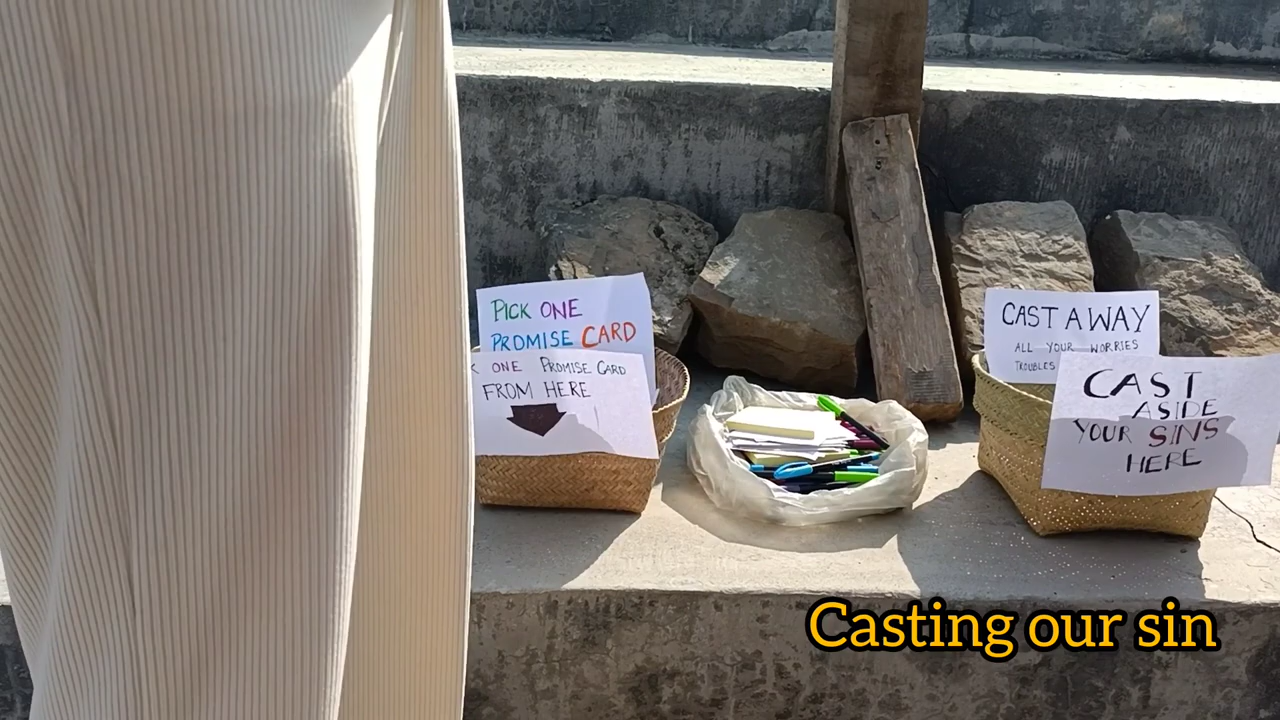 PICK ONE
PROMISE CARD
ONE PROMISE CARD
FROM HERE
CAST AWAY
ALL YOUR WORRIES
TROUBLES
CAST
ASIDE
YOUR SINS
HERE
Casting our sin